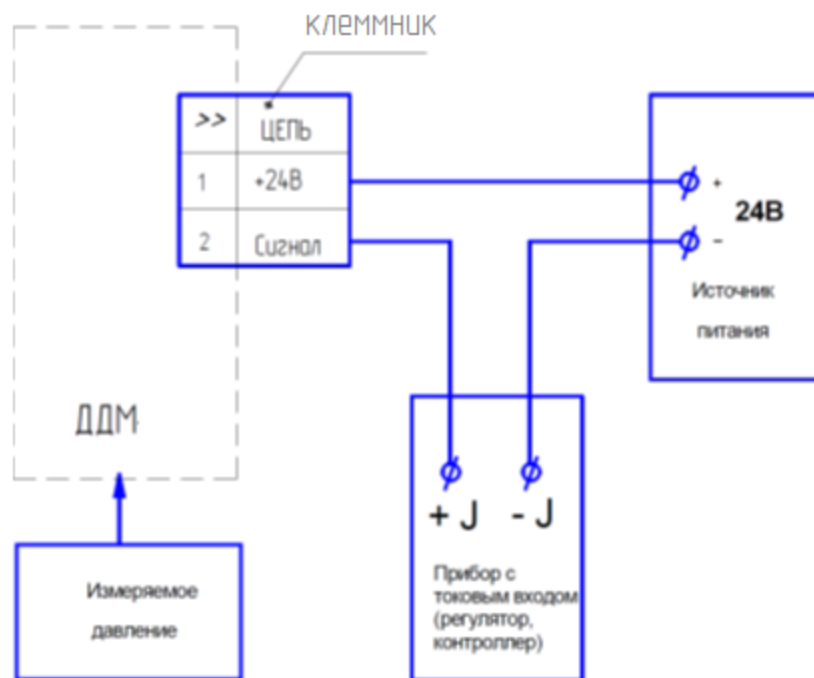 клеммник
>> ЦЕПЬ
1 +24В
2 Сигнал
+
24В
-
Источник
питания
ДДМ
+ J - J
Прибор с
токовым входом
(регулятор,
контроллер)
Измеряемое
давление